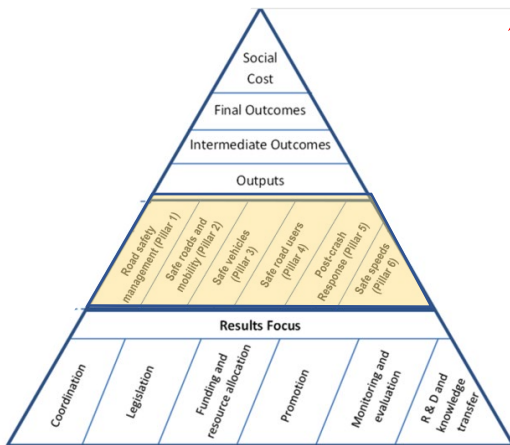 Social
Cost
Final Outcomes
Intermediate Outcomes
Outputs
Road safety
management (Pillar 1)
Safe roads and
mobility (Pillar 2)
Safe vehicles
(Pillar 3)
Safe road users
(Pillar 4)
Post-crash
Response (Pillar 5)
Safe speeds
(Pillar 6)
Results Focus
Coordination
Legislation
Funding and
resource allocation
Promotion
Monitoring and
evaluation
R & D and
knowledge
transfer